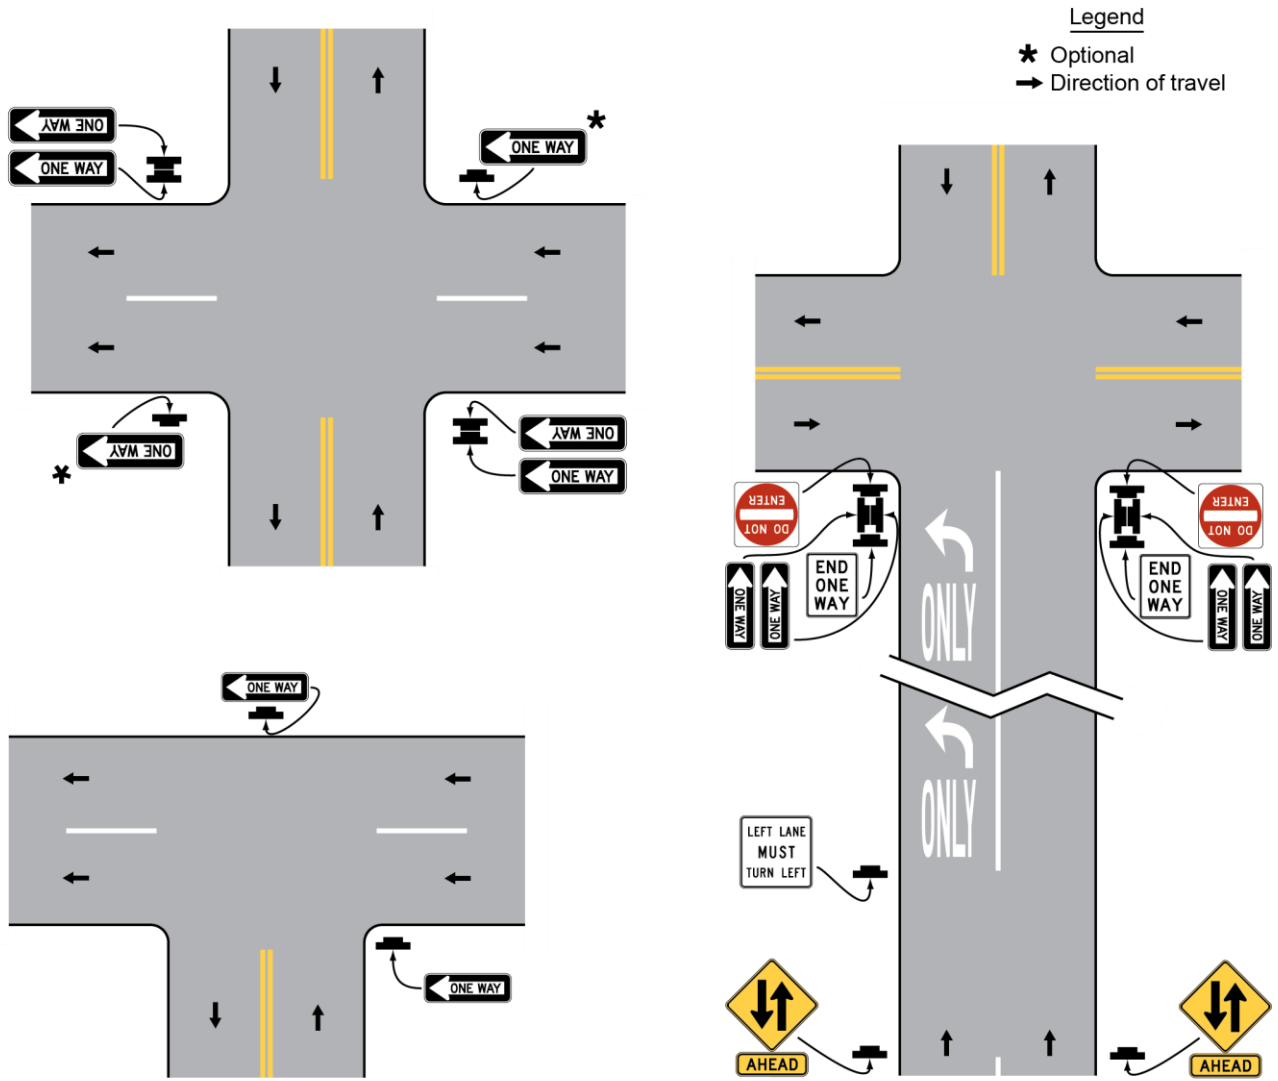 Legend
* Optional
Direction of travel
ONE WAY
ONE WAY
ONE WAY
*
ONE WAY
*
ONE WAY
ONE WAY
ONE WAY
ONE WAY
DO NOT
ENTER
ONE WAY
ONE WAY
END
ONE
WAY
ONLY
END
ONE
WAY
DO NOT
ENTER
ONE WAY
ONE WAY
ONLY
LEFT LANE
MUST
TURN LEFT
AHEAD
AHEAD